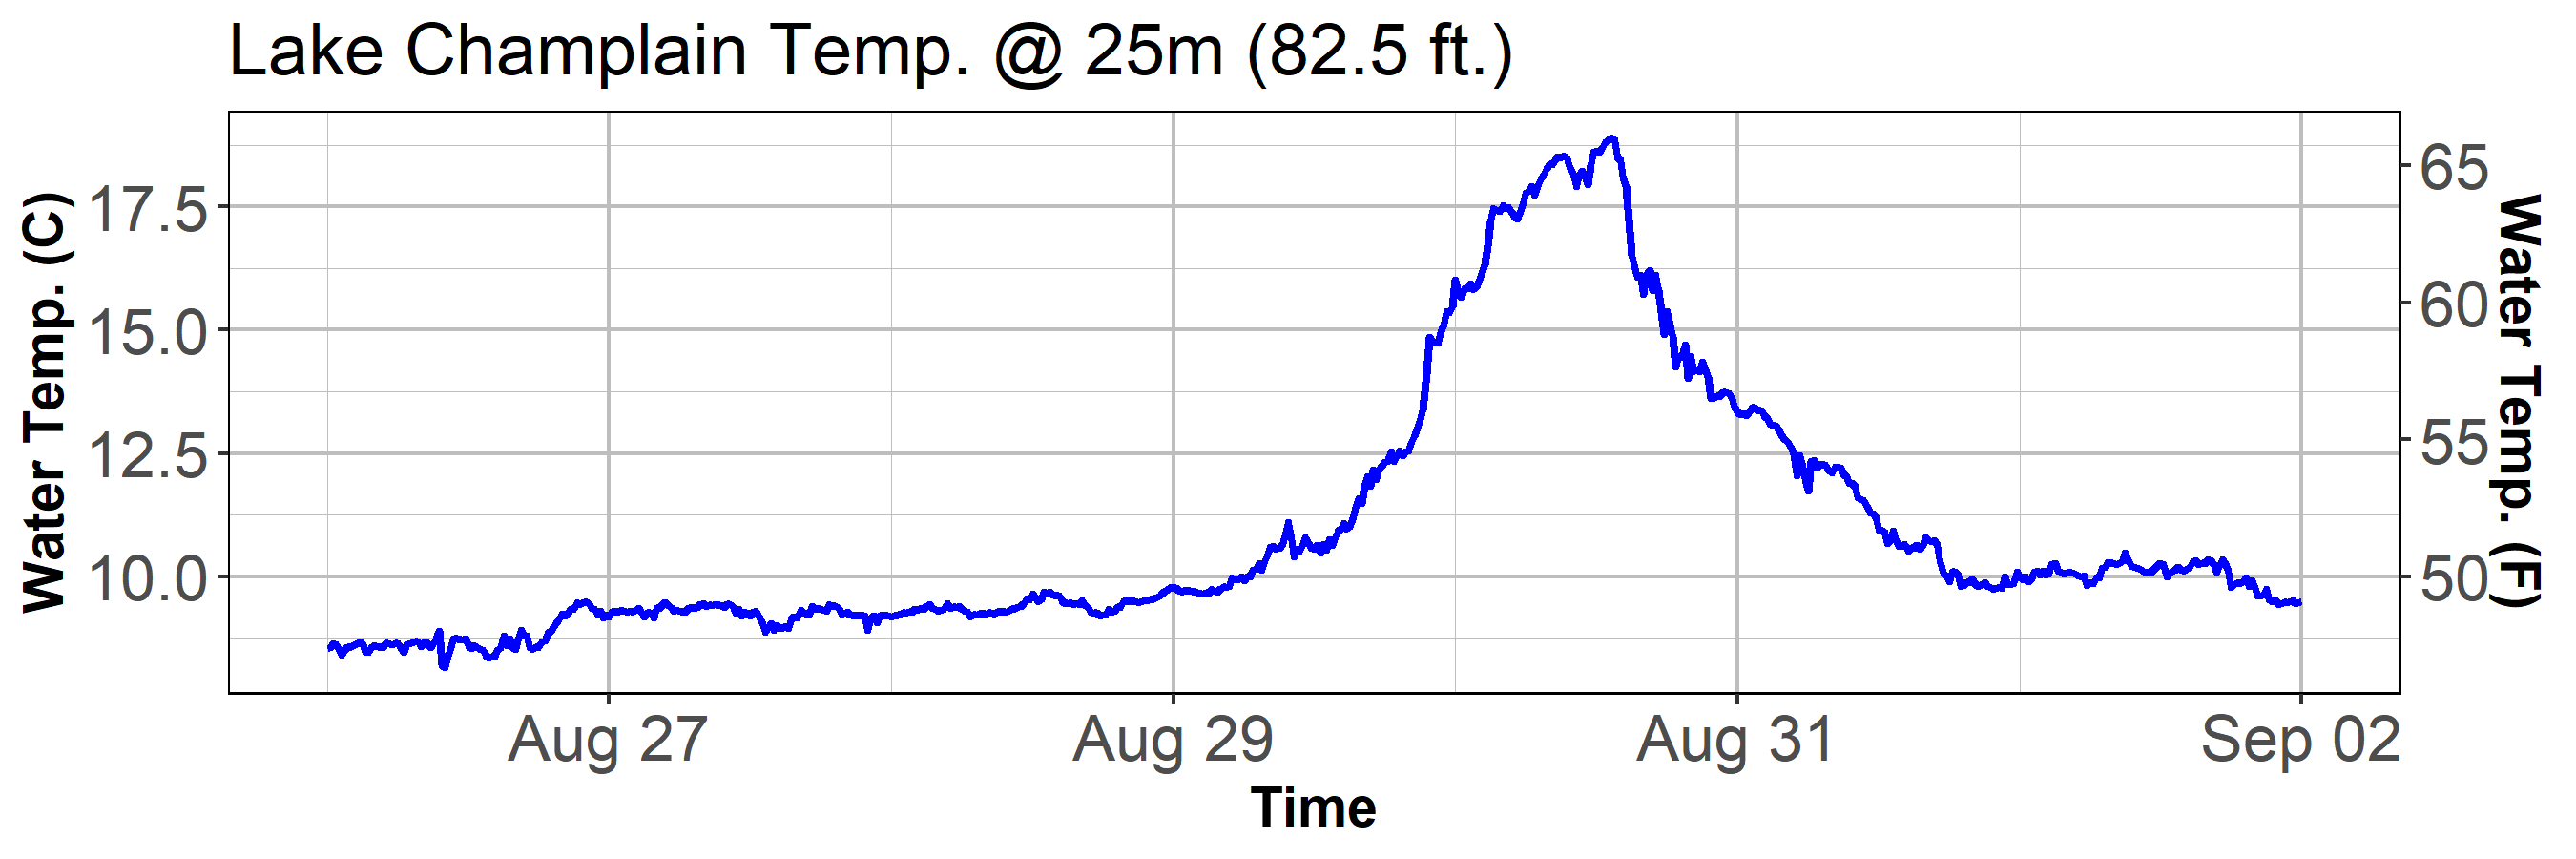 Lake Champlain Temp. @ 25m (82.5 ft.)
Water Temp. (C)
17.5
15.0
12.5
10.0
65
60
55
50
Water Temp. (F)
Aug 27 Aug 29 Aug 31 Sep 02
Time